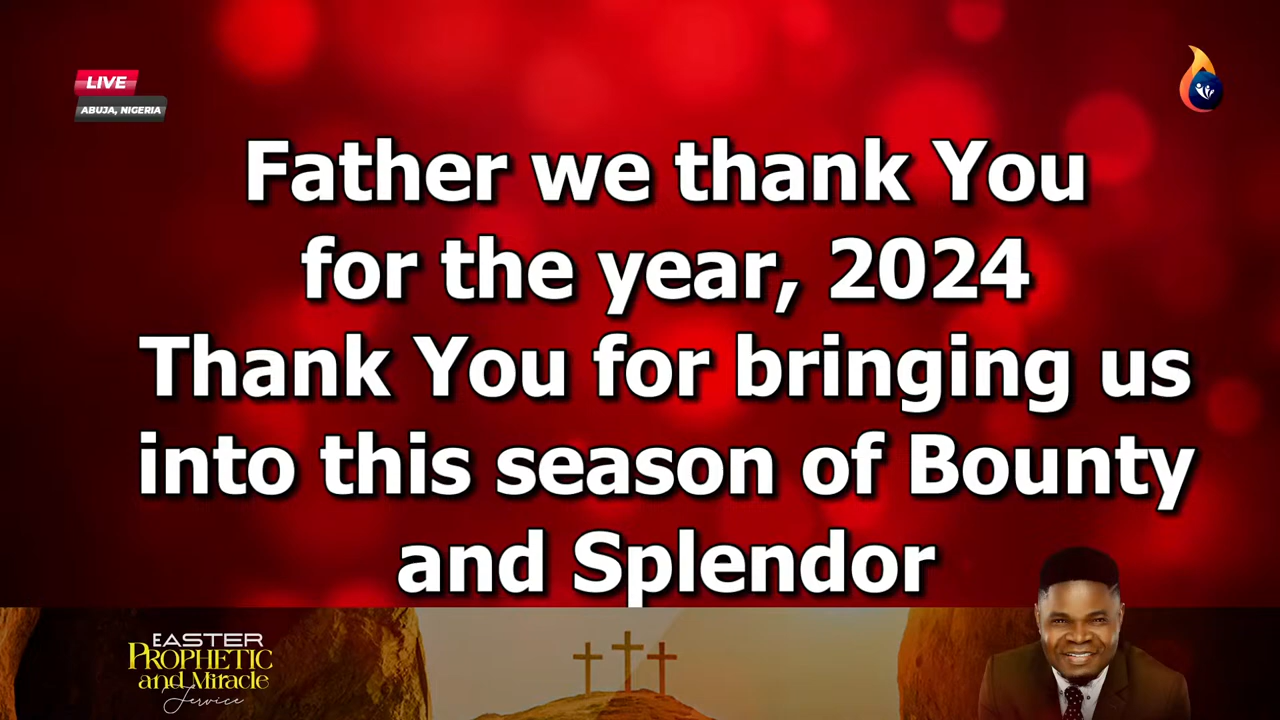 LIVE
ABUJA, NIGERIA
Father we thank You
for the year, 2024
Thank You for bringing us
into this season of Bounty
and Splendor
EASTER
PROPHETIC
and Miracle
Service